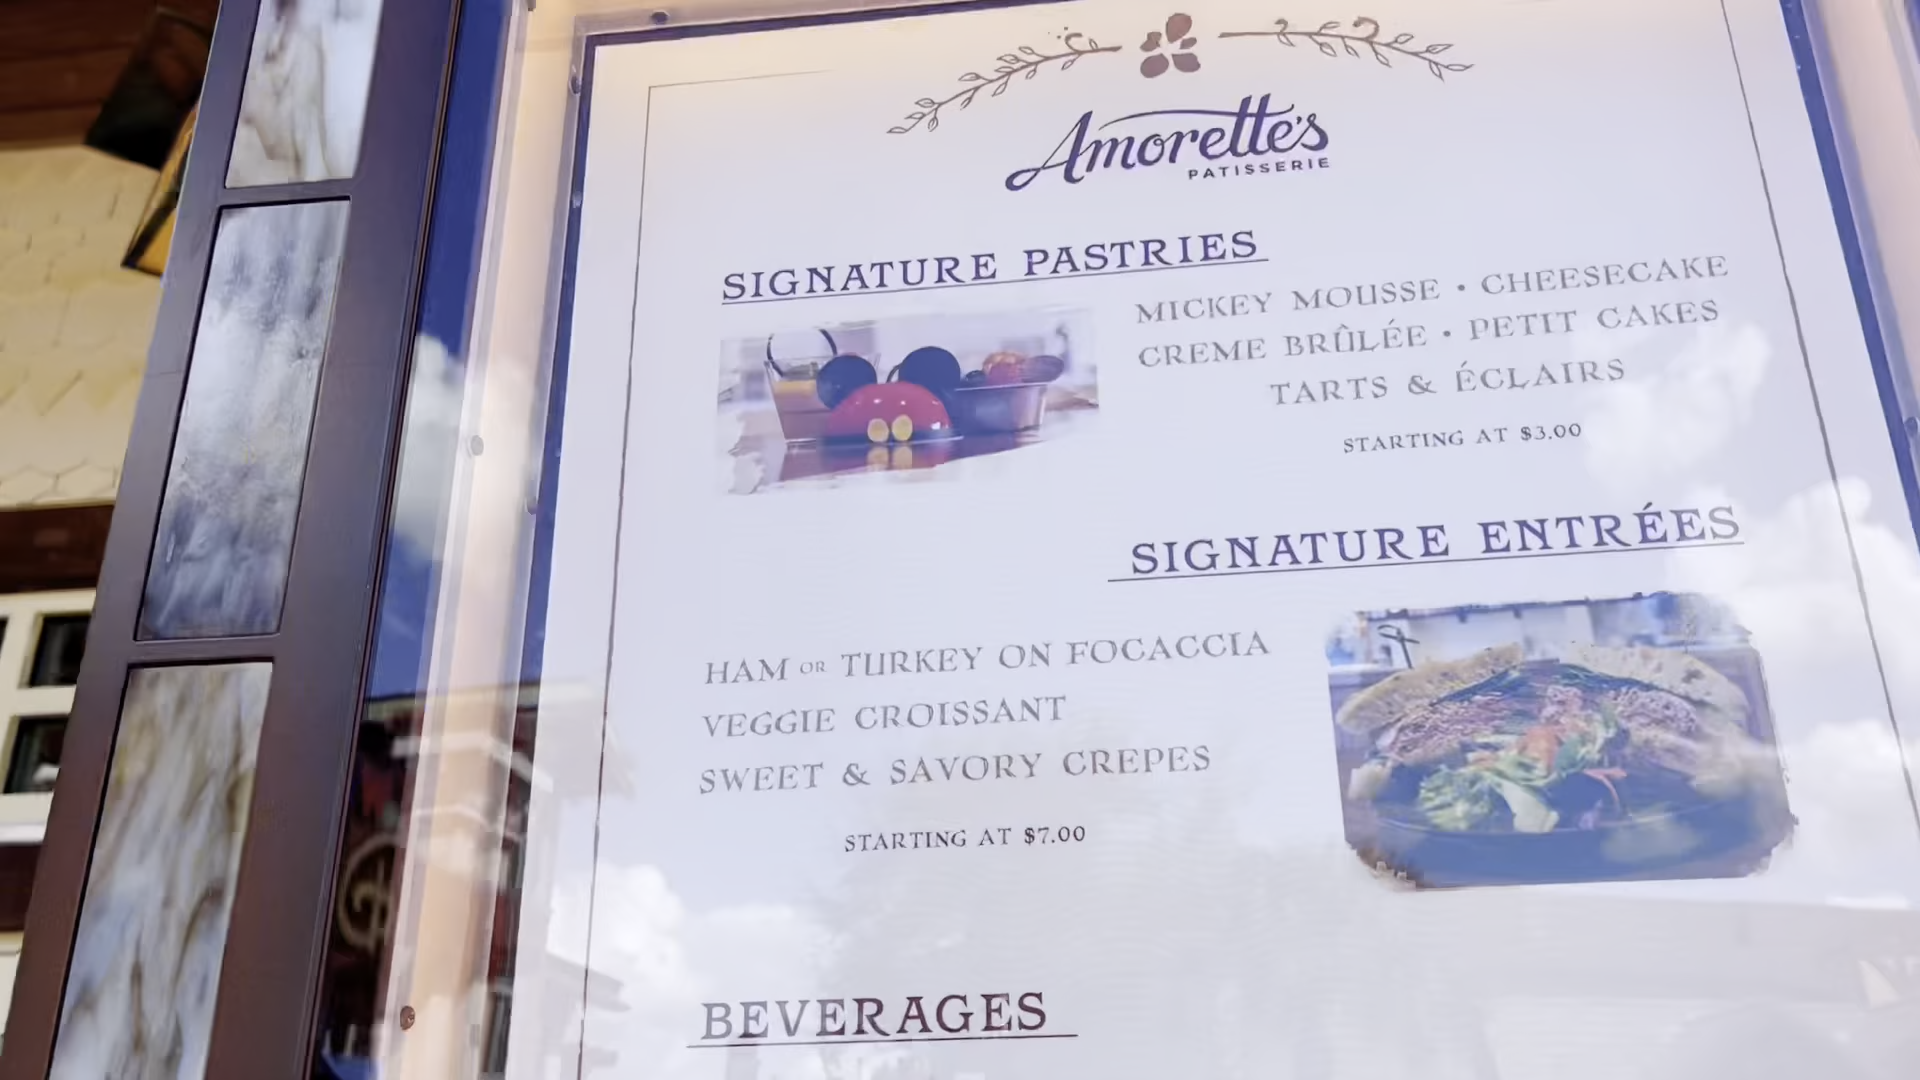 Amorette's
PATISSERIE
SIGNATURE PASTRIES
MICKEY MOUSSE • CHEESECAKE
CREME BRÛLÉE • PETIT CAKES
TARTS & ÉCLAIRS
STARTING AT $3.00
SIGNATURE ENTRÉES
HAM OR TURKEY ON FOCACCIA
VEGGIE CROISSANT
SWEET & SAVORY CREPES
STARTING AT $7.00
BEVERAGES